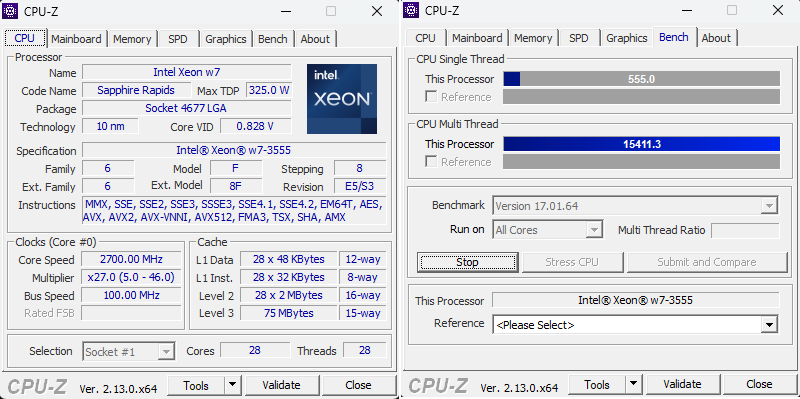 CPU-Z
CPU Mainboard Memory SPD Graphics Bench About
Processor
Name Intel Xeon w7
Code Name Sapphire Rapids Max TDP 325.0 W
Package Socket 4677 LGA
Technology 10 nm Core VID 0.828 V
intel
XEON
Specification Intel® Xeon® w7-3555
Family 6 Model F Stepping 8
Ext. Family 6 Ext. Model 8F Revision E5/S3
Instructions MMX, SSE, SSE2, SSE3, SSSE3, SSE4.1, SSE4.2, EM64T, AES,
AVX, AVX2, AVX-VNNI, AVX512, FMA3, TSX, SHA, AMX
Clocks (Core #0)
Core Speed 2700.00 MHz
Multiplier x27.0 (5.0 - 46.0)
Bus Speed 100.00 MHz
Rated FSB
Cache
L1 Data 28 x 48 KBytes 12-way
L1 Inst. 28 x 32 KBytes 8-way
Level 2 28 x 2 MBytes 16-way
Level 3 75 MBytes 15-way
Selection Socket #1 Cores 28 Threads 28
CPU-Z Ver. 2.13.0.x64 Tools Validate Close
CPU-Z
CPU Mainboard Memory SPD Graphics Bench About
CPU Single Thread
This Processor 555.0
Reference
CPU Multi Thread
This Processor 15411.3
Reference
Benchmark Version 17.01.64
Run on All Cores Multi Thread Ratio
Stop Stress CPU Submit and Compare
This Processor Intel® Xeon® w7-3555
Reference <Please Select>
CPU-Z Ver. 2.13.0.x64 Tools Validate Close